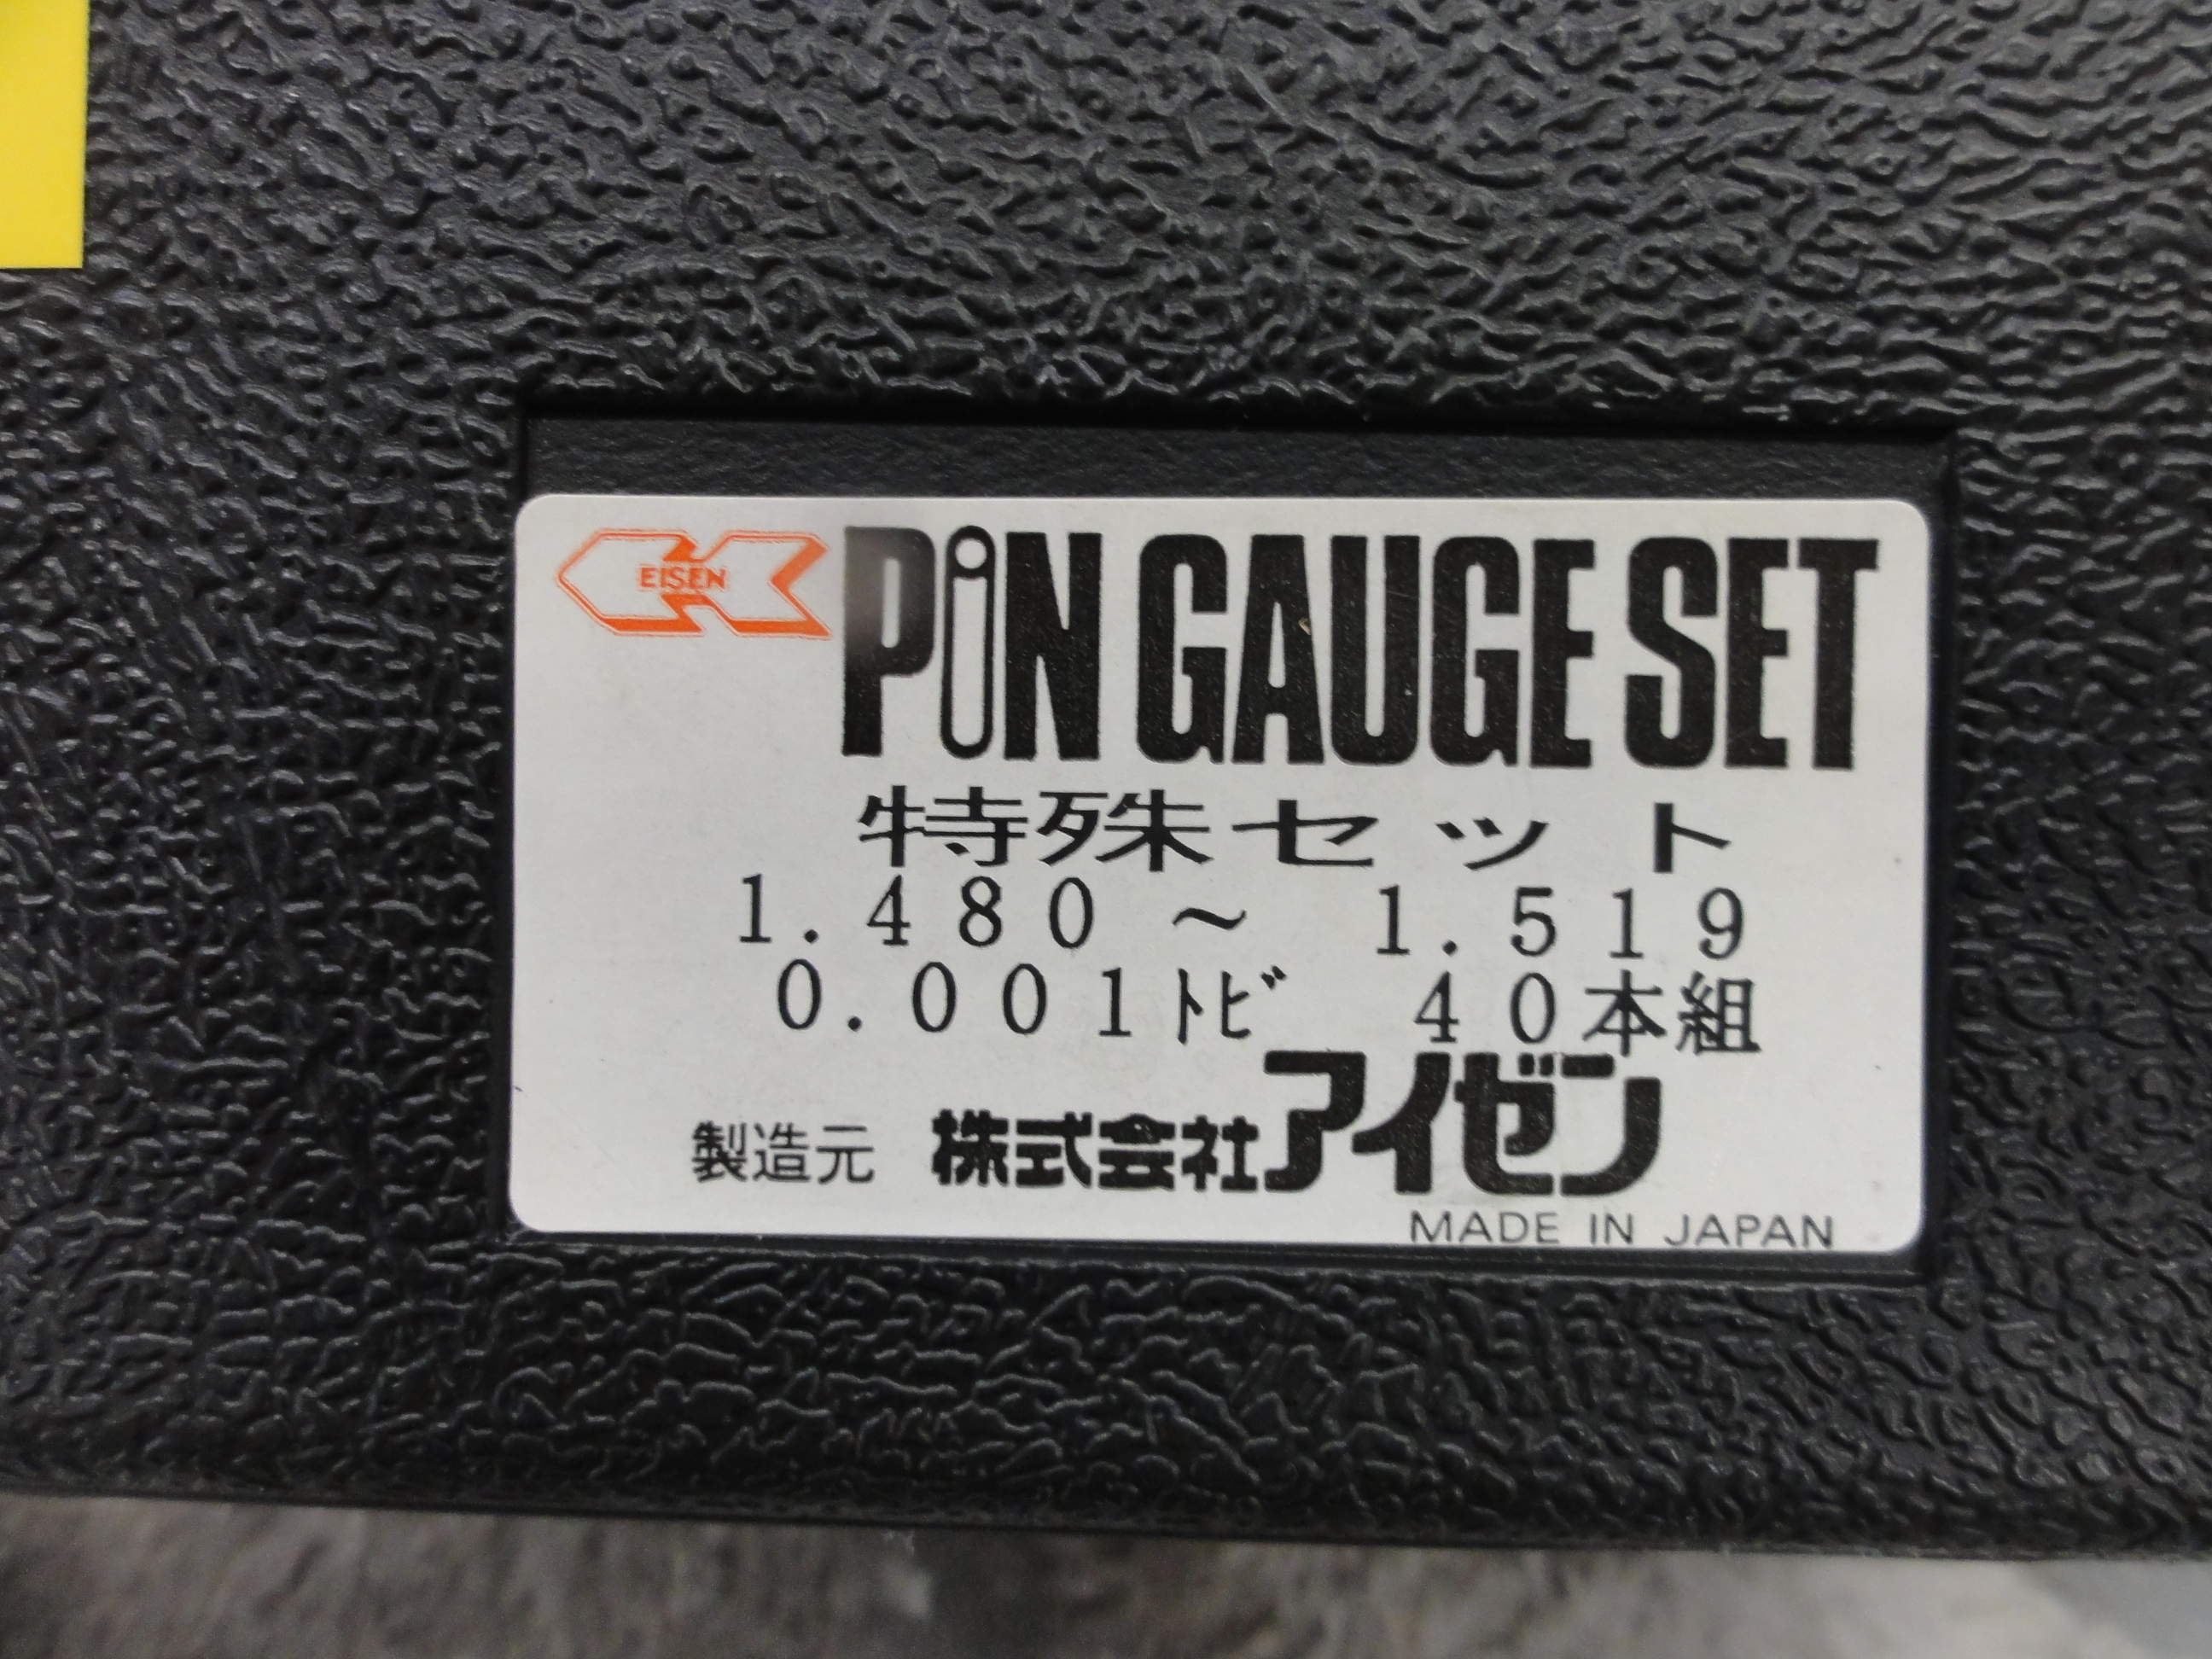 EISEN
PiN GAUGE SET
特殊セット
1.480～ 1.519
0.001ﾄﾋﾞ 40本組
製造元 株式会社アイゼン
MADE IN JAPAN